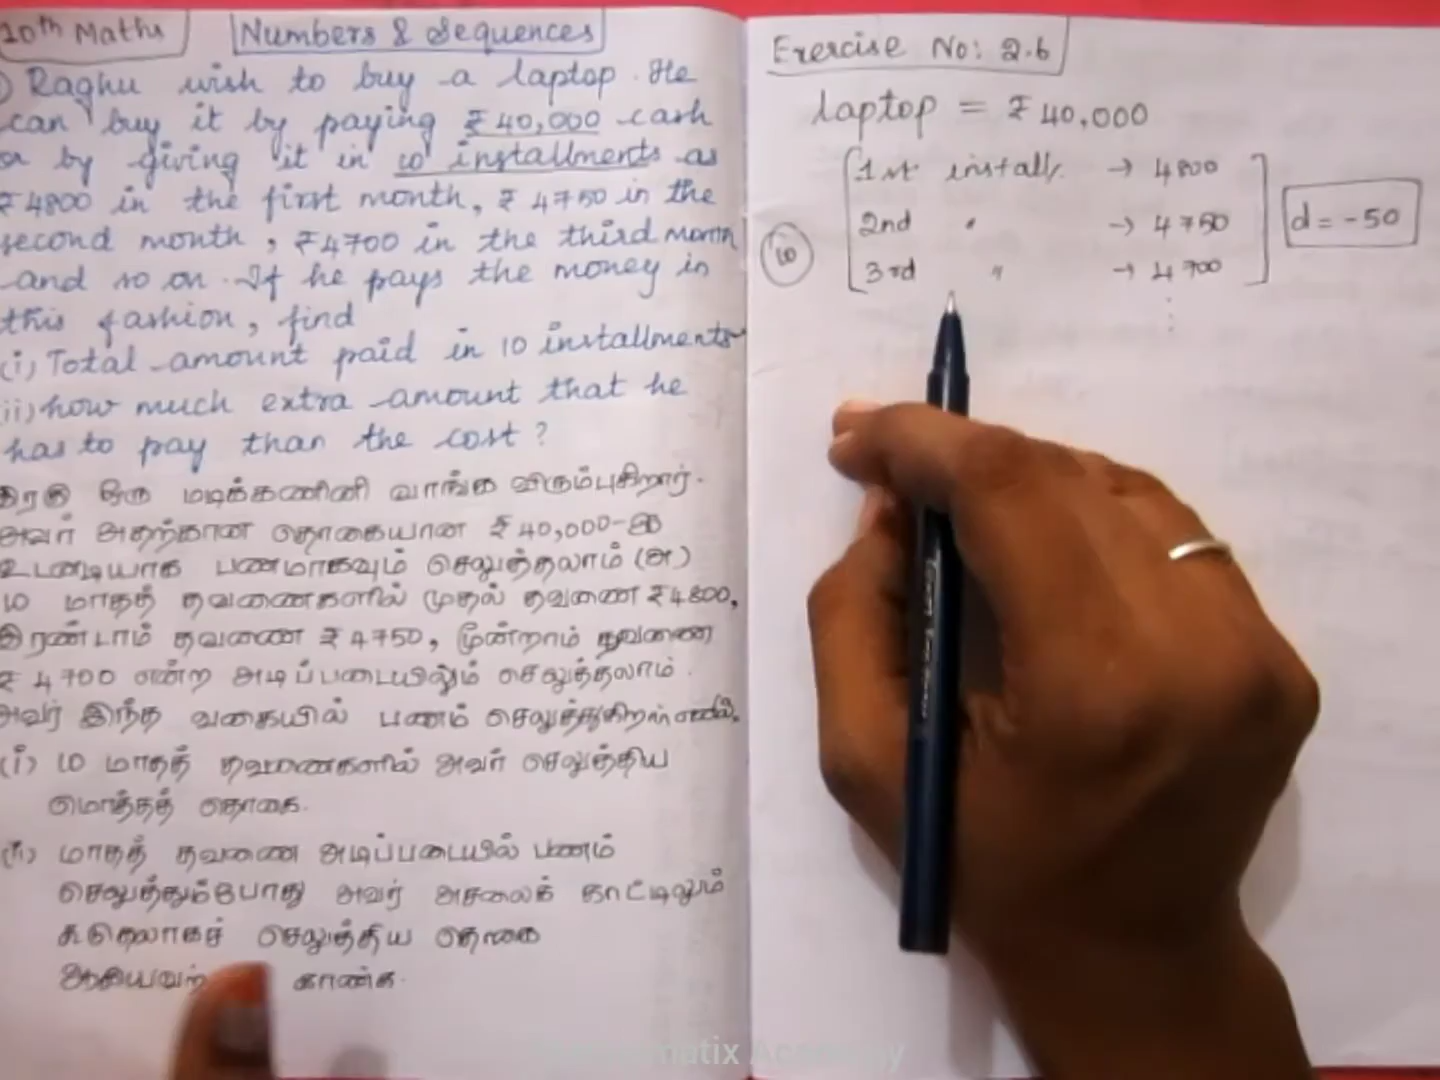 10th Maths
Numbers & Sequences
Raghu wish to buy a laptop. He
can buy it by paying ₹ 40,000 cash
or by giving it in 10 installments as
₹ 4800 in the first month, ₹ 4750 in the
second month, ₹4700 in the third month
and so on. If he pays the money in
this fashion, find
(i) Total amount paid in 10 installments
(ii) how much extra amount that he
has to pay than the cost?
இரகு ஒரு மடிக்கணினி வாங்க விரும்புகிறார்.
அவர் அதற்கான தொகையான ₹ 40,000-ஐ
உடனடியாக பணமாகவும் செலுத்தலாம் (அ)
10 மாதத் தவணைகளில் முதல் தவணை ₹4800,
இரண்டாம் தவணை ₹ 4750, மூன்றாம் தவணை
₹ 4700 என்ற அடிப்படையிலும் செலுத்தலாம்.
அவர் இந்த வகையில் பணம் செலுத்துகிறார் எனில்.
(i) 10 மாதத் தவணைகளில் அவர் செலுத்திய
மொத்தத் தொகை.
(ii) மாதத் தவணை அடிப்படையில் பணம்
செலுத்தும்போது அவர் அசலைக் காட்டிலும்
கூடுதலாகச் செலுத்திய தொகை
காண்க.
Exercise No: 2.6
laptop = ₹ 40,000
1st install. → 4800
2nd " → 4750
3rd " → 4700
10
d = -50